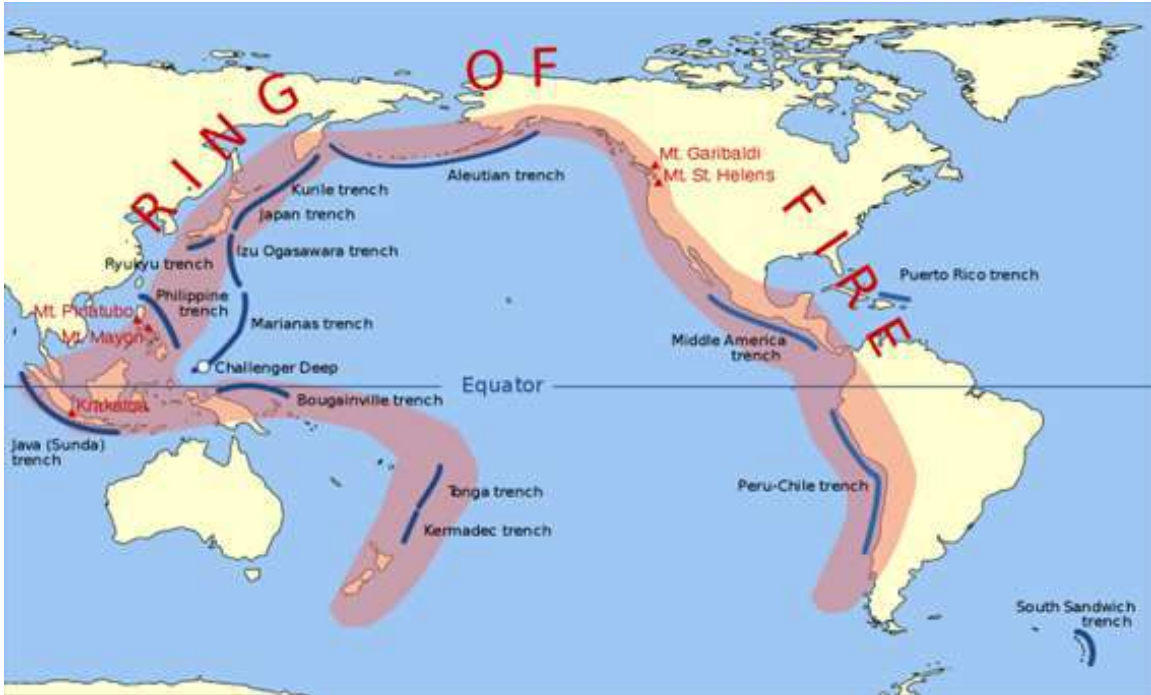 RING OF FIRE
Mt. Garibaldi
Mt. St. Helens
Aleutian trench
Kurile trench
Japan trench
Izu Ogasawara trench
Ryukyu trench
Philippine
trench
Mt. Pinatubo
Mt. Mayon
Marianas trench
Challenger Deep
Puerto Rico trench
Middle America
trench
Equator
Krakatoa
Bougainville trench
Java (Sunda)
trench
Tonga trench
Kermadec trench
Peru-Chile trench
South Sandwich
trench